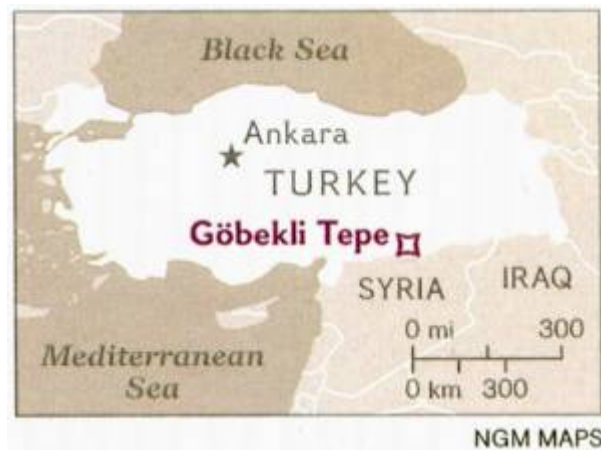 Black Sea
Ankara
TURKEY
Göbekli Tepe
SYRIA
IRAQ
0 mi 300
0 km 300
Mediterranean
Sea
NGM MAPS